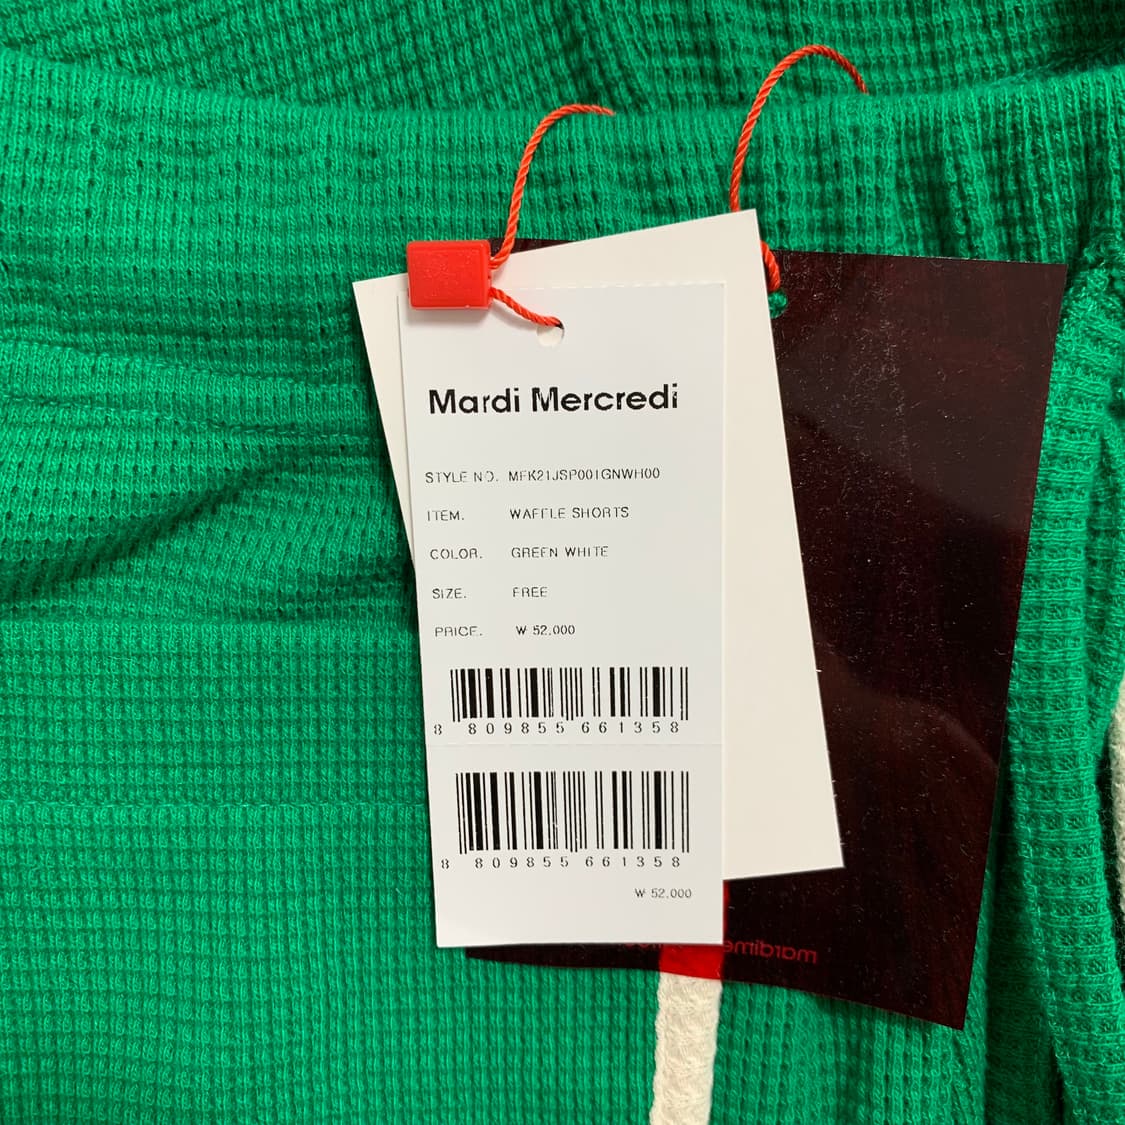 Mardi Mercredi
STYLE NO. MFK21JSP001GNWH00
ITEM. WAFFLE SHORTS
COLOR. GREEN WHITE
SIZE. FREE
PRICE. ₩ 52,000
8 809855 661358
8 809855 661358
₩ 52,000